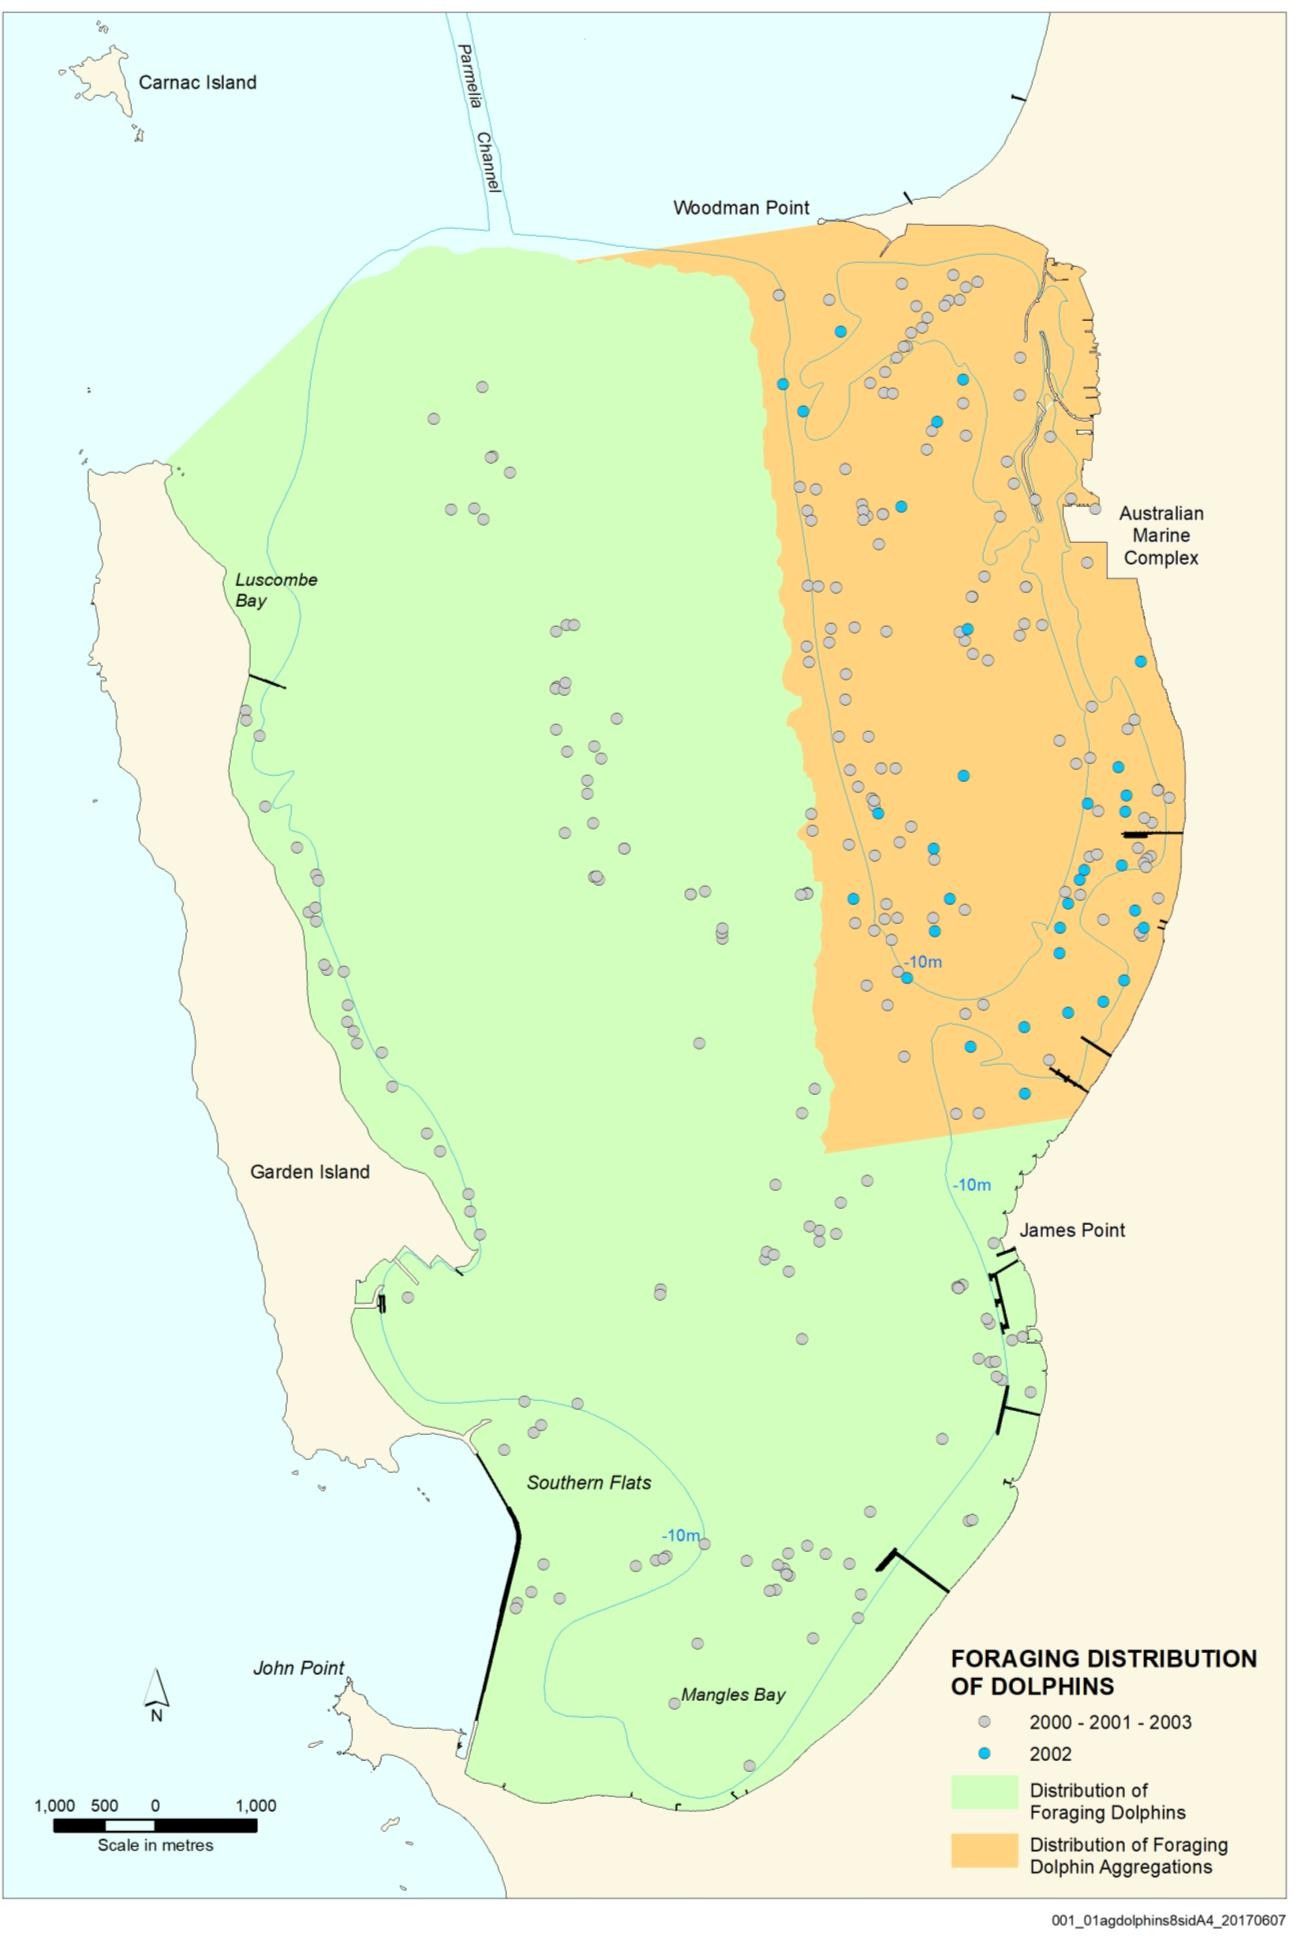 Parmelia Channel
Carnac Island
Woodman Point
Australian
Marine
Complex
Luscombe
Bay
-10m
Garden Island
-10m
James Point
Southern Flats
-10m
John Point
Mangles Bay
N
1,000 500 0 1,000
Scale in metres
FORAGING DISTRIBUTION
OF DOLPHINS
2000 - 2001 - 2003
2002
Distribution of
Foraging Dolphins
Distribution of Foraging
Dolphin Aggregations
001_01agdolphins8sidA4_20170607